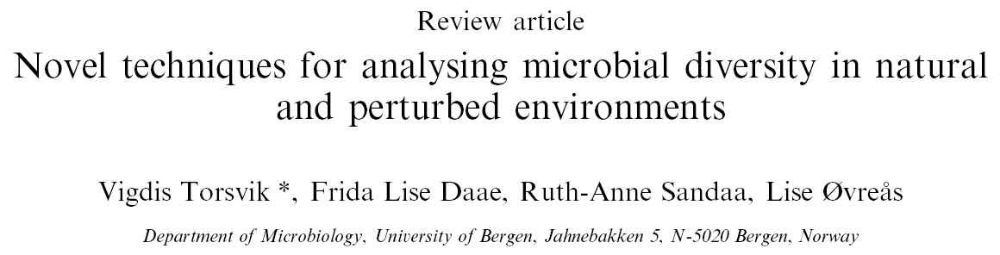 Review article
Novel techniques for analysing microbial diversity in natural
and perturbed environments
Vigdis Torsvik *, Frida Lise Daae, Ruth-Anne Sandaa, Lise Øvreås
Department of Microbiology, University of Bergen, Jahnebakken 5, N-5020 Bergen, Norway